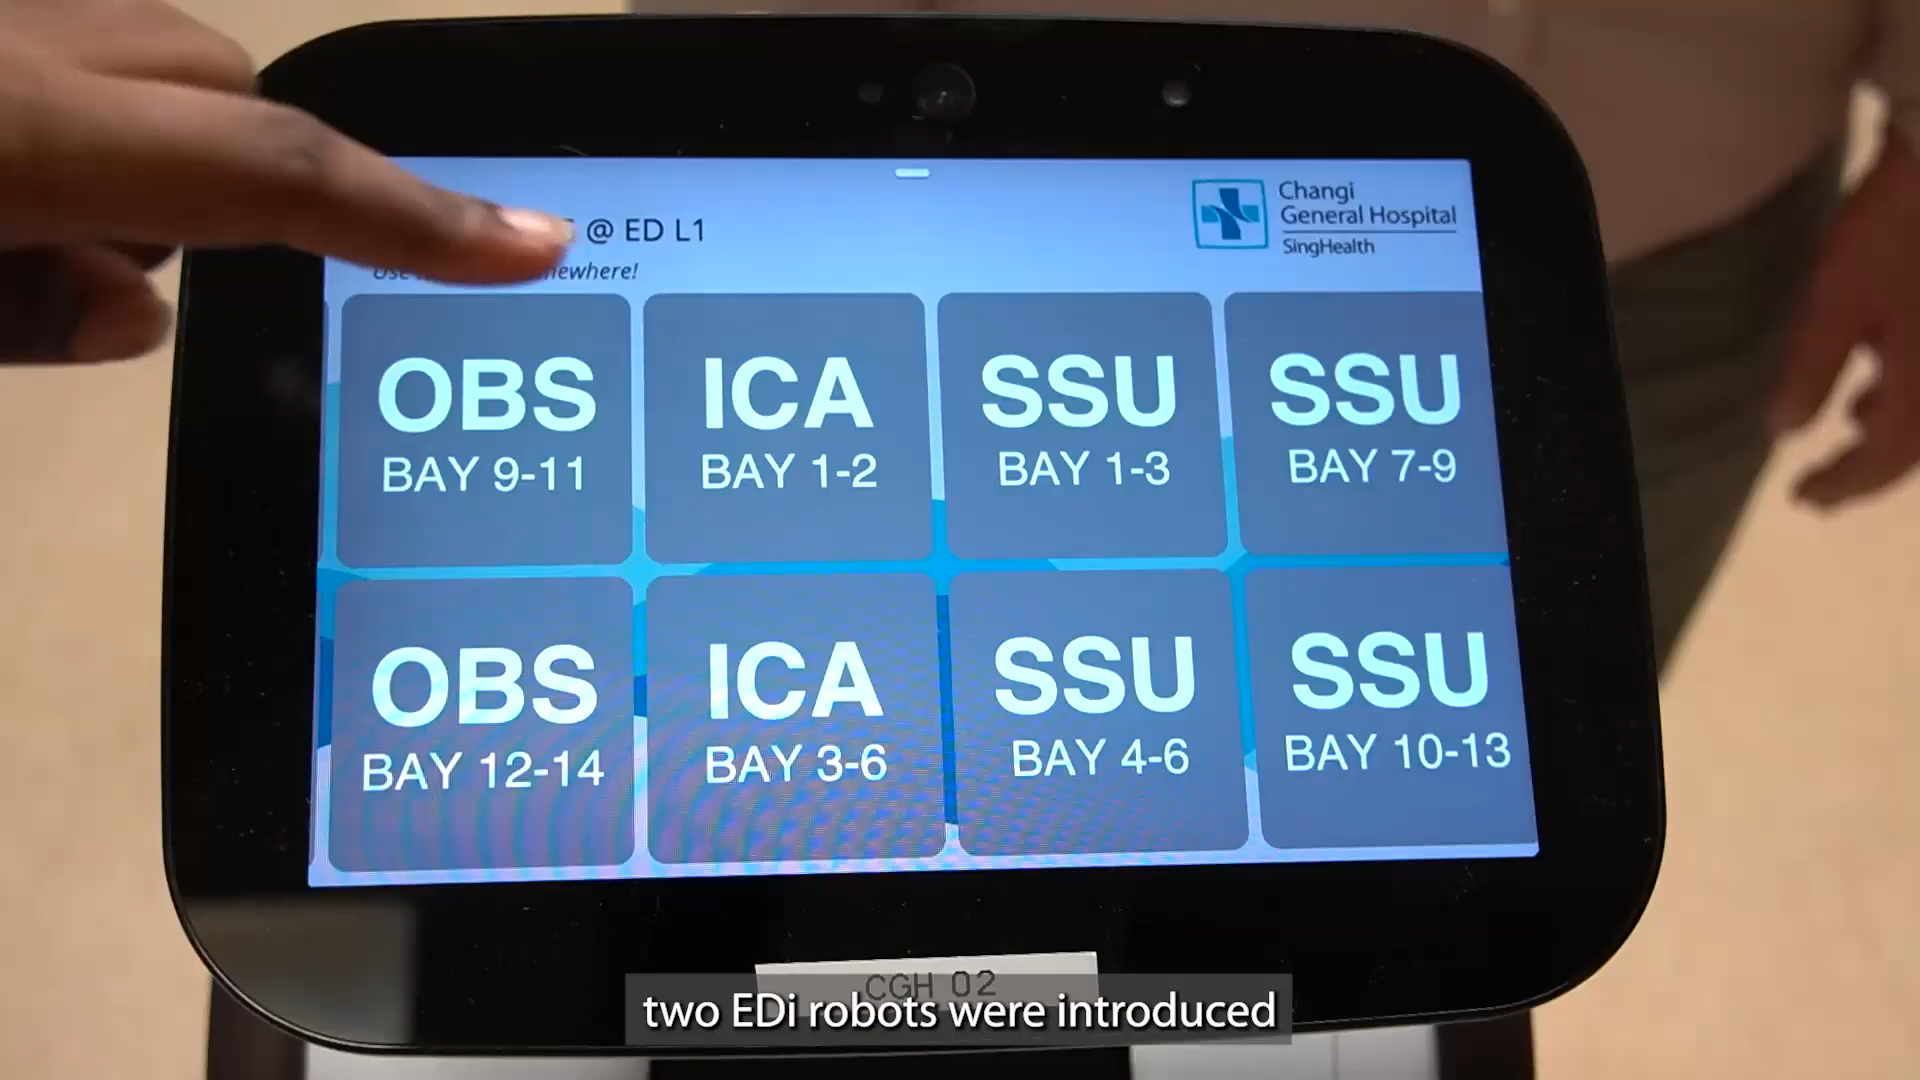 @ ED L1
Changi
General Hospital
SingHealth
OBS
BAY 9-11
ICA
BAY 1-2
SSU
BAY 1-3
SSU
BAY 7-9
OBS
BAY 12-14
ICA
BAY 3-6
SSU
BAY 4-6
SSU
BAY 10-13
CGH 02
two EDi robots were introduced